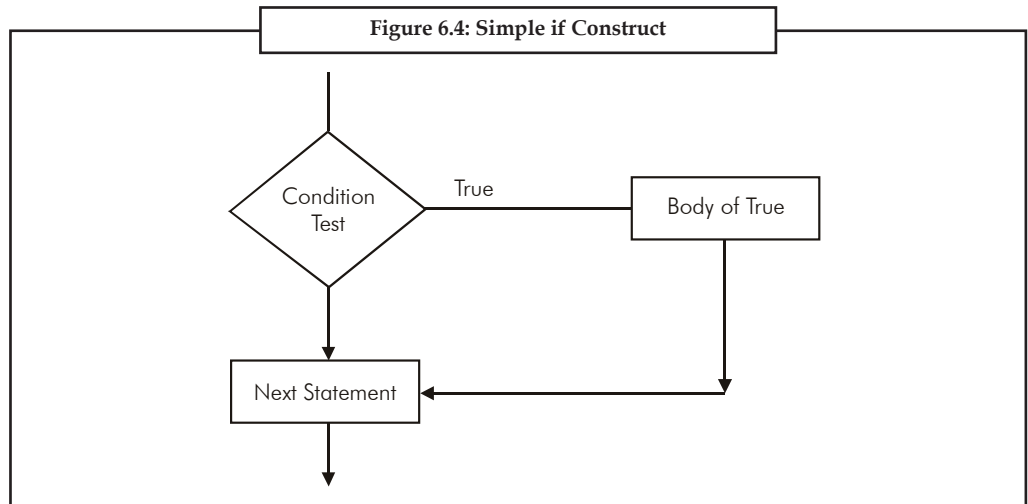 Figure 6.4: Simple if Construct
Condition
Test
True
Body of True
Next Statement